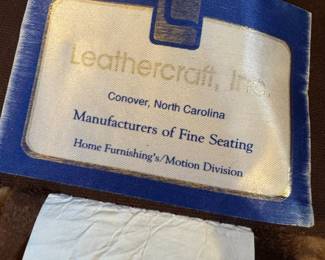 Leathercraft, Inc.
Conover, North Carolina
Manufacturers of Fine Seating
Home Furnishing's/Motion Division